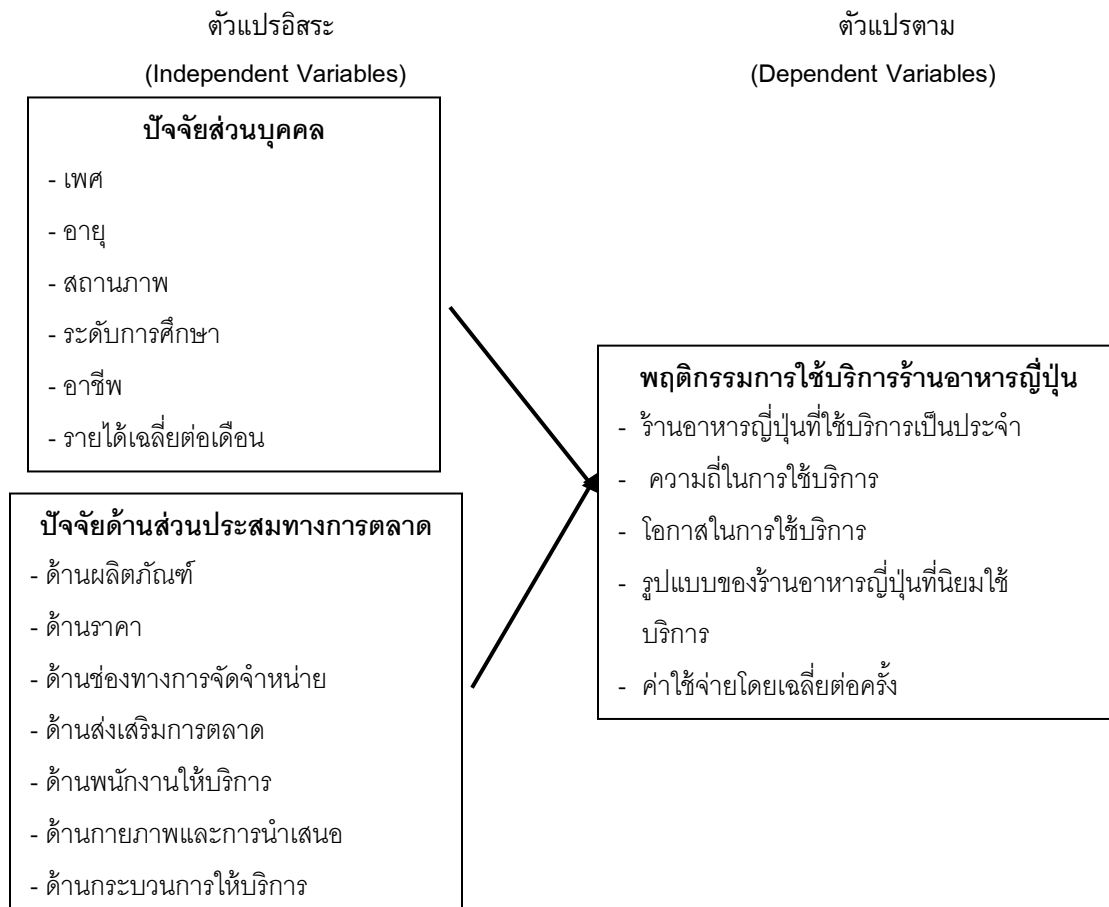 ตัวแปรอิสระ
(Independent Variables)
ปัจจัยส่วนบุคคล
- เพศ
- อายุ
- สถานภาพ
- ระดับการศึกษา
- อาชีพ
- รายได้เฉลี่ยต่อเดือน
ปัจจัยด้านส่วนประสมทางการตลาด
- ด้านผลิตภัณฑ์
- ด้านราคา
- ด้านช่องทางการจัดจำหน่าย
- ด้านส่งเสริมการตลาด
- ด้านพนักงานให้บริการ
- ด้านกายภาพและการนำเสนอ
- ด้านกระบวนการให้บริการ
ตัวแปรตาม
(Dependent Variables)
พฤติกรรมการใช้บริการร้านอาหารญี่ปุ่น
- ร้านอาหารญี่ปุ่นที่ใช้บริการเป็นประจำ
- ความถี่ในการใช้บริการ
- โอกาสในการใช้บริการ
- รูปแบบของร้านอาหารญี่ปุ่นที่นิยมใช้
บริการ
- ค่าใช้จ่ายโดยเฉลี่ยต่อครั้ง